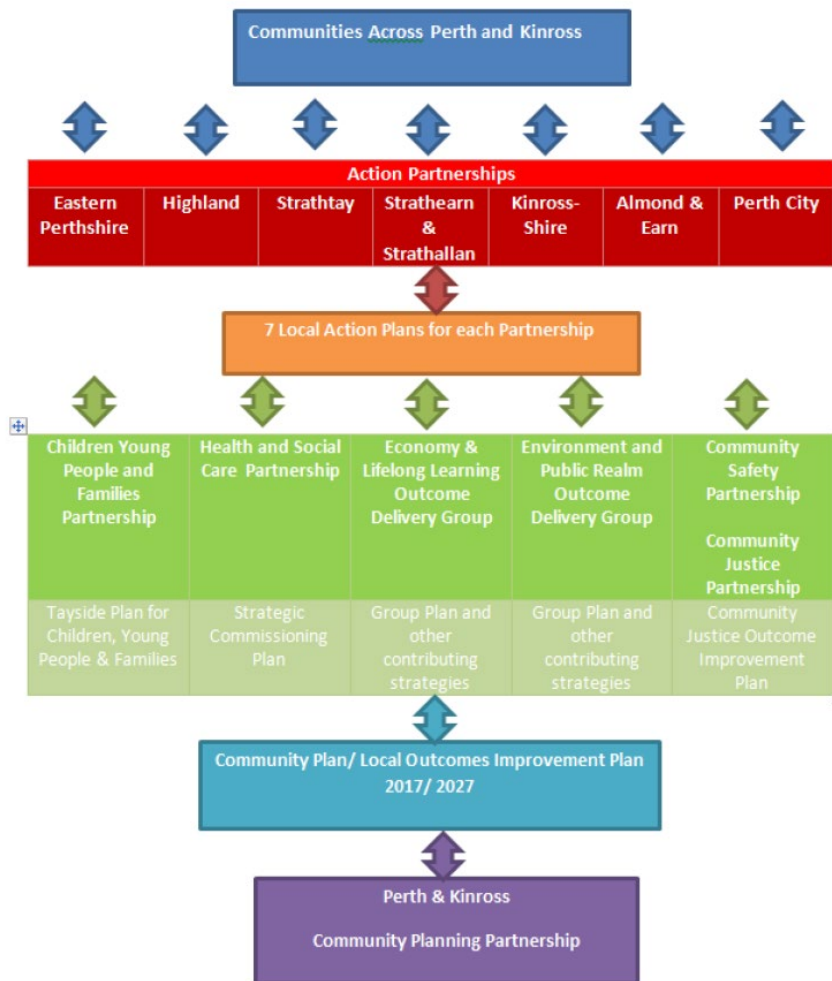 Communities Across Perth and Kinross
Action Partnerships
Eastern
Perthshire
Highland
Strathtay
Strathearn
&
Strathallan
Kinross-
Shire
Almond &
Earn
Perth City
7 Local Action Plans for each Partnership
Children Young
People and
Families
Partnership
Health and Social
Care Partnership
Economy &
Lifelong Learning
Outcome
Delivery Group
Environment and
Public Realm
Outcome
Delivery Group
Community
Safety
Partnership
Community
Justice
Partnership
Tayside Plan for
Children, Young
People & Families
Strategic
Commissioning
Plan
Group Plan and
other
contributing
strategies
Group Plan and
other
contributing
strategies
Community
Justice Outcome
Improvement
Plan
Community Plan/ Local Outcomes Improvement Plan
2017/ 2027
Perth & Kinross
Community Planning Partnership